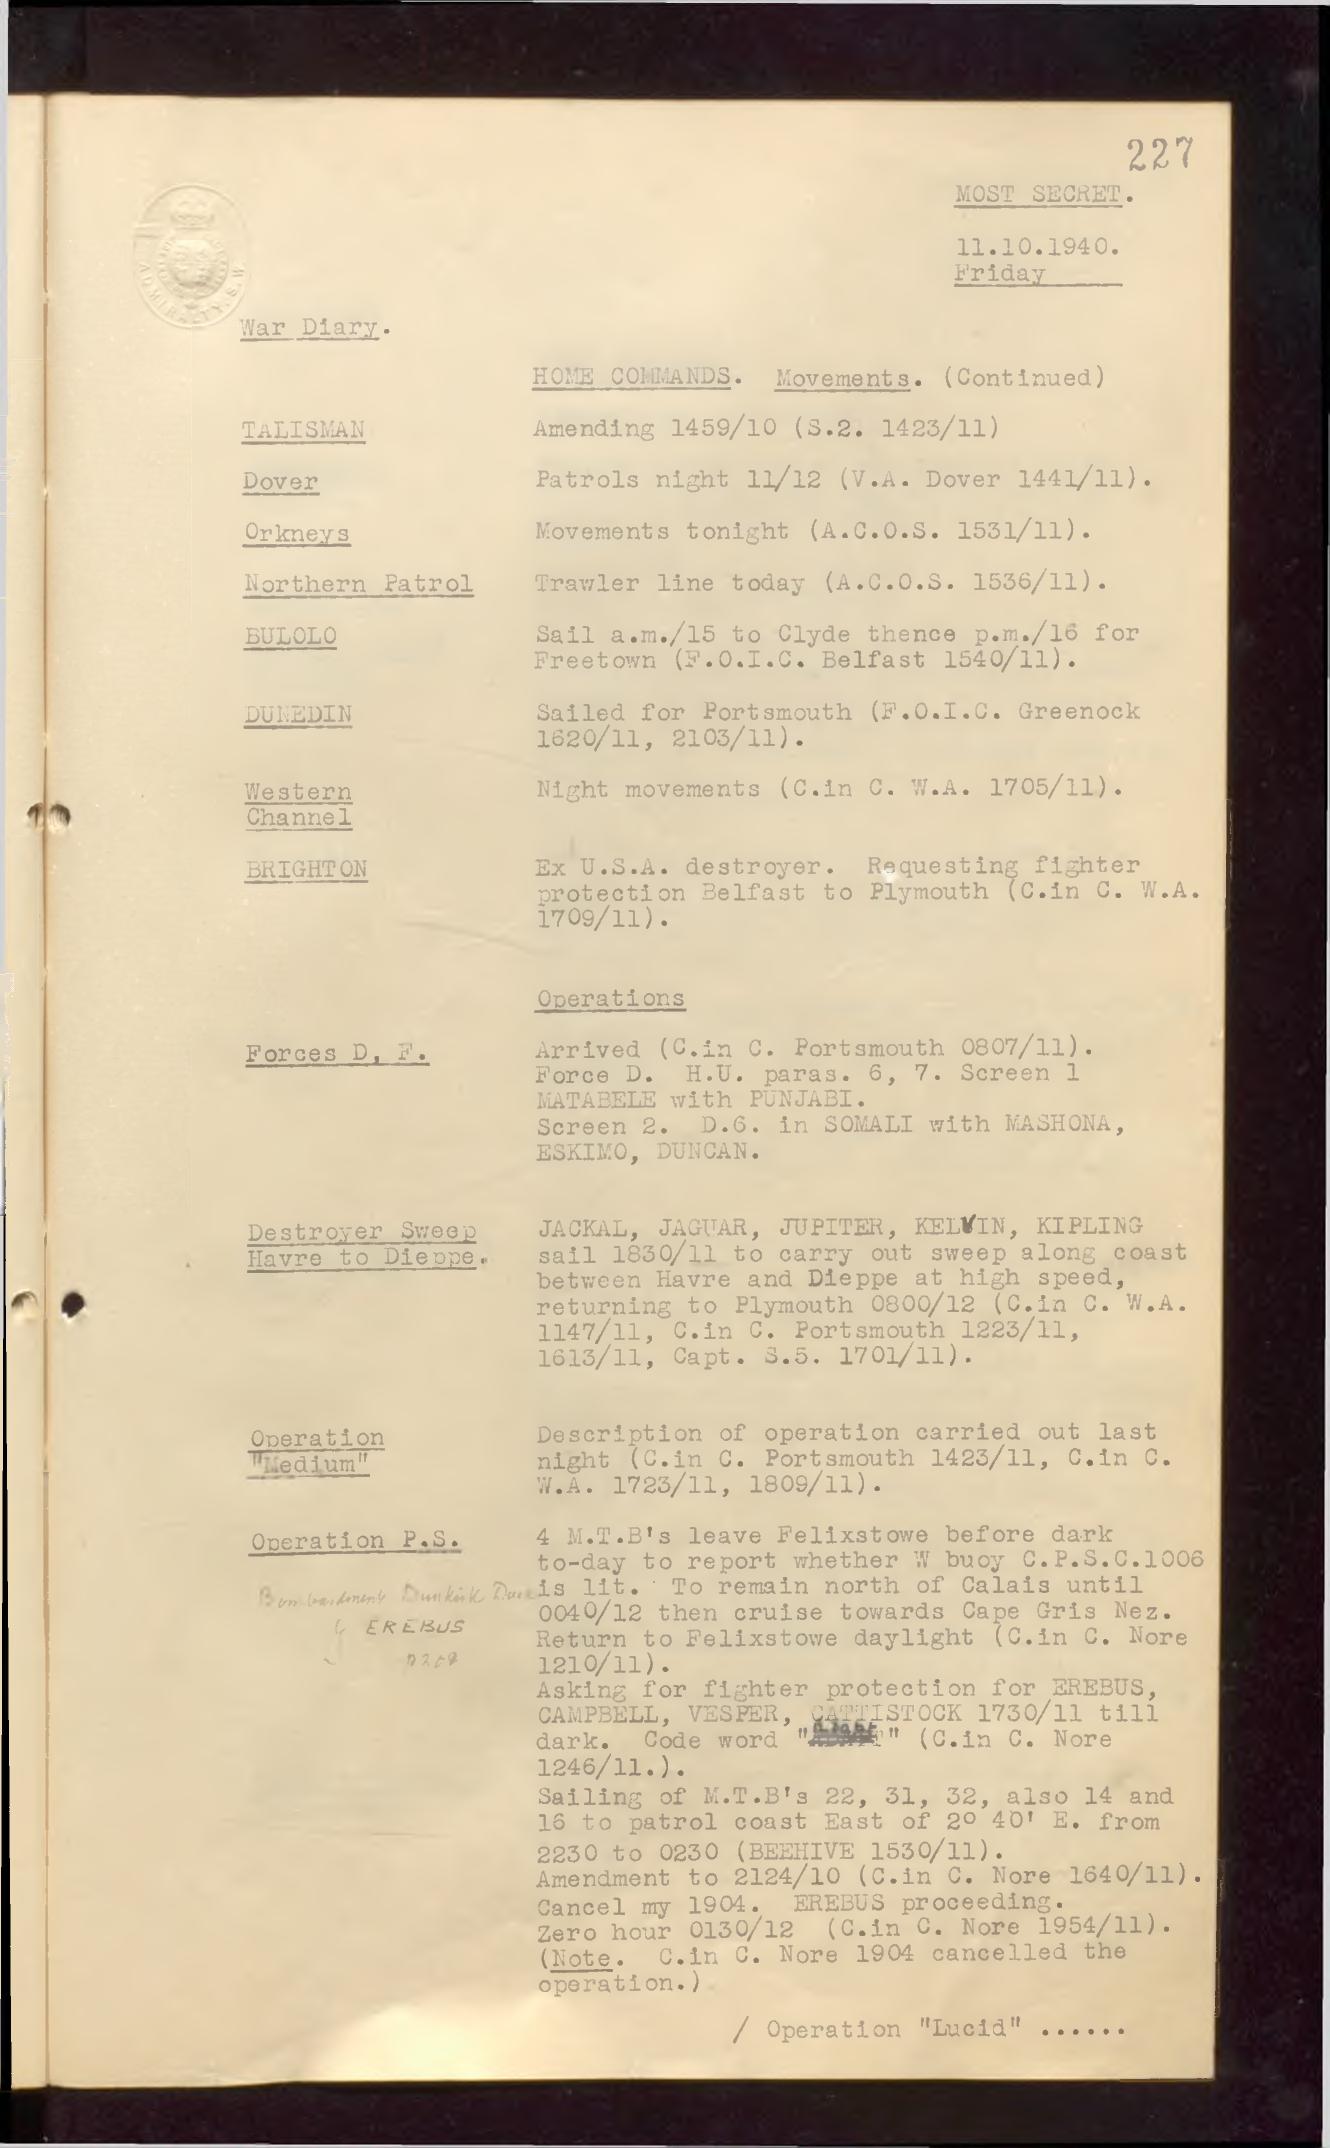 227
MOST SECRET.
11.10.1940.
Friday
ADMIRALTY. S.W
War Diary.
HOME COMMANDS. Movements. (Continued)
TALISMAN Amending 1459/10 (S.2. 1423/11)
Dover Patrols night 11/12 (V.A. Dover 1441/11).
Orkneys Movements tonight (A.C.O.S. 1531/11).
Northern Patrol Trawler line today (A.C.O.S. 1536/11).
BULOLO Sail a.m./15 to Clyde thence p.m./16 for
Freetown (F.O.I.C. Belfast 1540/11).
DUNEDIN Sailed for Portsmouth (F.O.I.C. Greenock
1620/11, 2103/11).
Western Night movements (C.in C. W.A. 1705/11).
Channel
BRIGHTON Ex U.S.A. destroyer. Requesting fighter
protection Belfast to Plymouth (C.in C. W.A.
1709/11).
Operations
Forces D, F. Arrived (C.in C. Portsmouth 0807/11).
Force D. H.U. paras. 6, 7. Screen 1
MATABELE with PUNJABI.
Screen 2. D.6. in SOMALI with MASHONA,
ESKIMO, DUNCAN.
Destroyer Sweep JACKAL, JAGUAR, JUPITER, KELVIN, KIPLING
Havre to Dieppe. sail 1830/11 to carry out sweep along coast
between Havre and Dieppe at high speed,
returning to Plymouth 0800/12 (C.in C. W.A.
1147/11, C.in C. Portsmouth 1223/11,
1613/11, Capt. S.5. 1701/11).
Operation Description of operation carried out last
"Medium" night (C.in C. Portsmouth 1423/11, C.in C.
W.A. 1723/11, 1809/11).
Operation P.S. 4 M.T.B's leave Felixstowe before dark
to-day to report whether W buoy C.P.S.C.1006
Bombardment Dunkirk is lit. To remain north of Calais until
0040/12 then cruise towards Cape Gris Nez.
by EREBUS Return to Felixstowe daylight (C.in C. Nore
1210/11).
Asking for fighter protection for EREBUS,
CAMPBELL, VESPER, CATTISTOCK 1730/11 till
dark. Code word " " (C.in C. Nore
1246/11.).
Sailing of M.T.B's 22, 31, 32, also 14 and
16 to patrol coast East of 2º 40' E. from
2230 to 0230 (BEEHIVE 1530/11).
Amendment to 2124/10 (C.in C. Nore 1640/11).
Cancel my 1904. EREBUS proceeding.
Zero hour 0130/12 (C.in C. Nore 1954/11).
(Note. C.in C. Nore 1904 cancelled the
operation.)
/ Operation "Lucid" ......